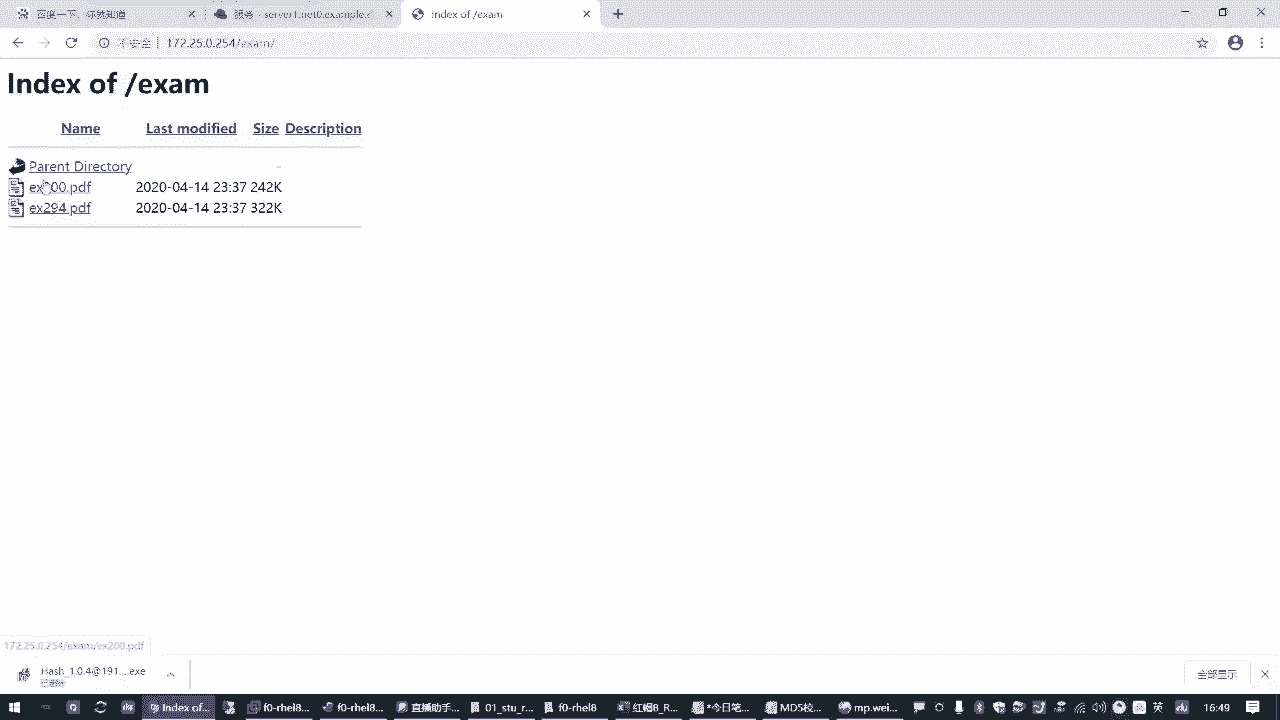 百度一下，你就知道
服务 - server1.net0.example.c
Index of /exam
不安全 | 172.25.0.254/exam/
Index of /exam
Name Last modified Size Description
Parent Directory -
ex200.pdf 2020-04-14 23:37 242K
ex294.pdf 2020-04-14 23:37 322K
172.25.0.254/exam/ex200.pdf
Hash_1.0.4@191....exe
全部显示
Index of...
f0-rhel8...
f0-rhel8...
直播助手...
01_stu_r...
f0-rhel8
红帽8_R...
*今日笔...
MD5校...
mp.wei...
英
16:49